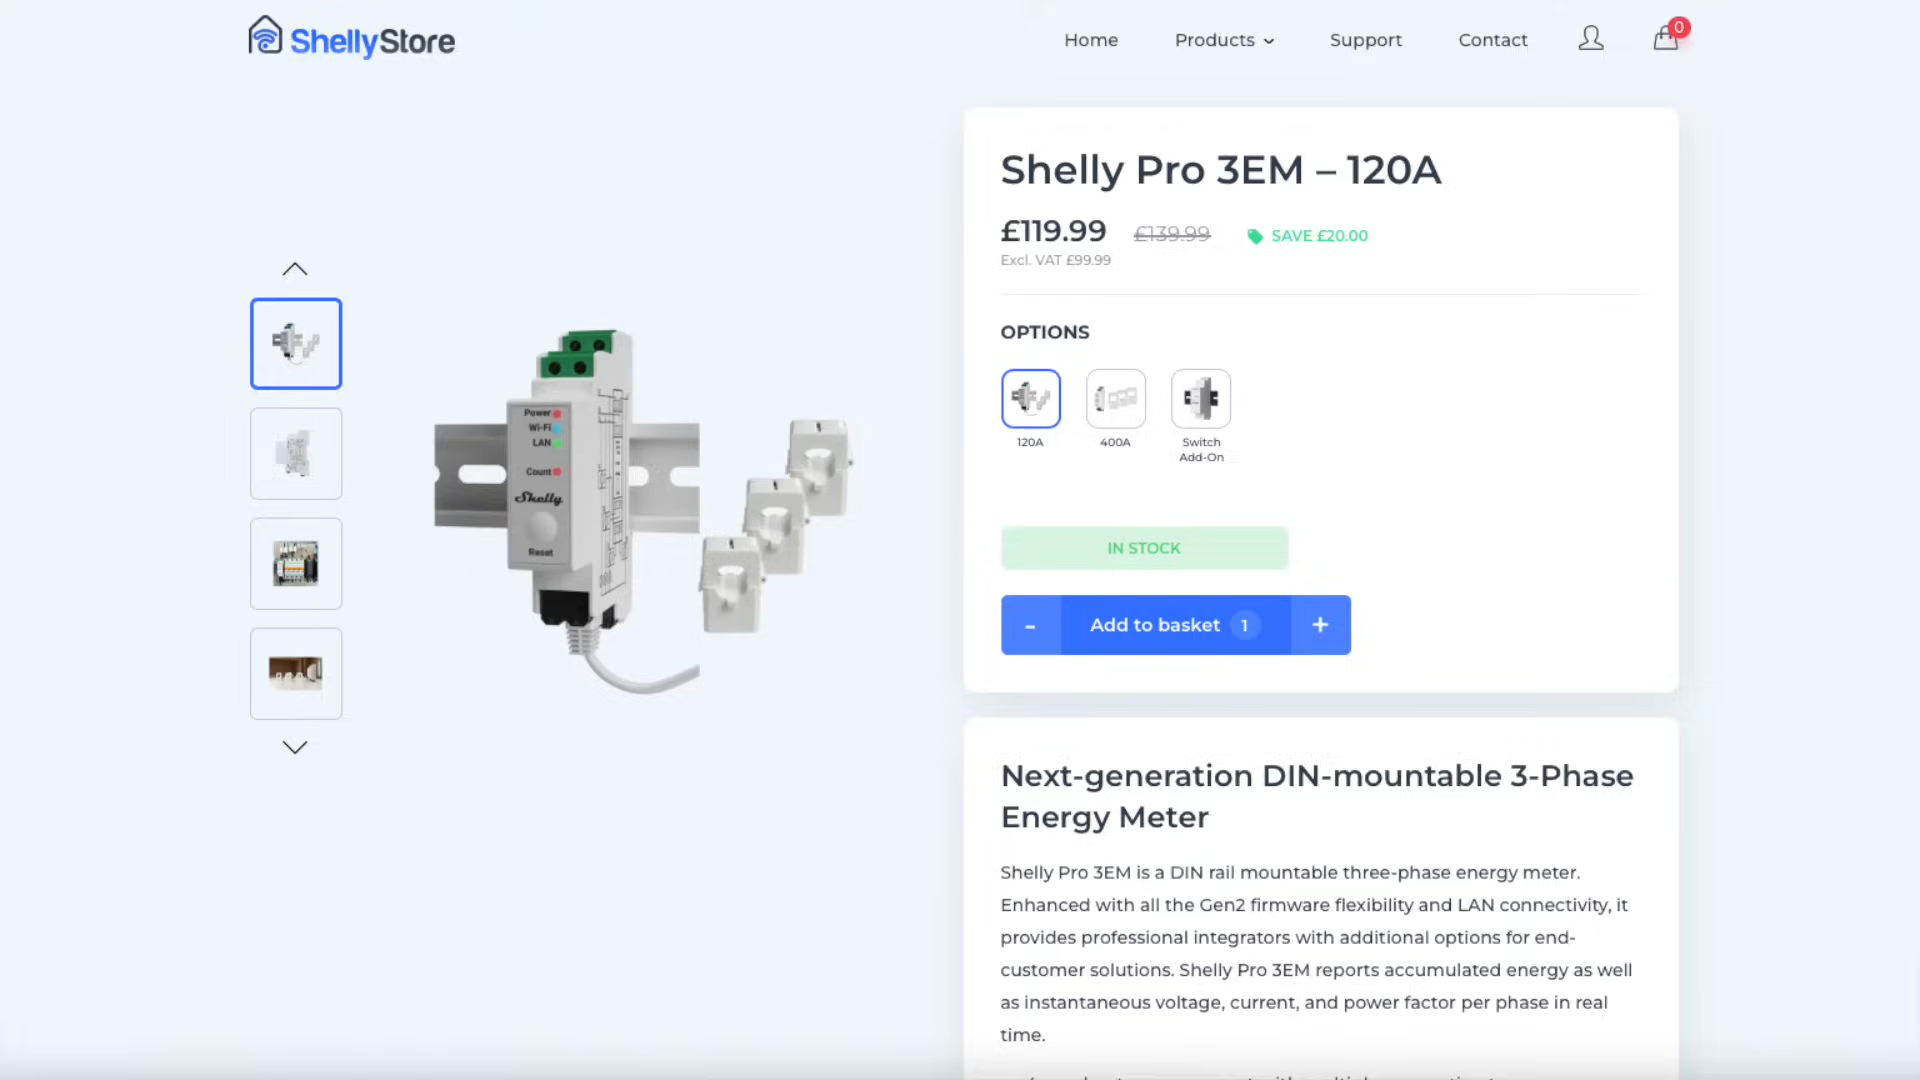 ShellyStore
Home
Products
Support
Contact
0
Shelly Pro 3EM – 120A
£119.99
£139.99
SAVE £20.00
Excl. VAT £99.99
OPTIONS
120A
400A
Switch
Add-On
Power
Wi-Fi
LAN
Count
Shelly
Reset
IN STOCK
-
Add to basket
1
+
Next-generation DIN-mountable 3-Phase
Energy Meter
Shelly Pro 3EM is a DIN rail mountable three-phase energy meter.
Enhanced with all the Gen2 firmware flexibility and LAN connectivity, it
provides professional integrators with additional options for end-
customer solutions. Shelly Pro 3EM reports accumulated energy as well
as instantaneous voltage, current, and power factor per phase in real
time.